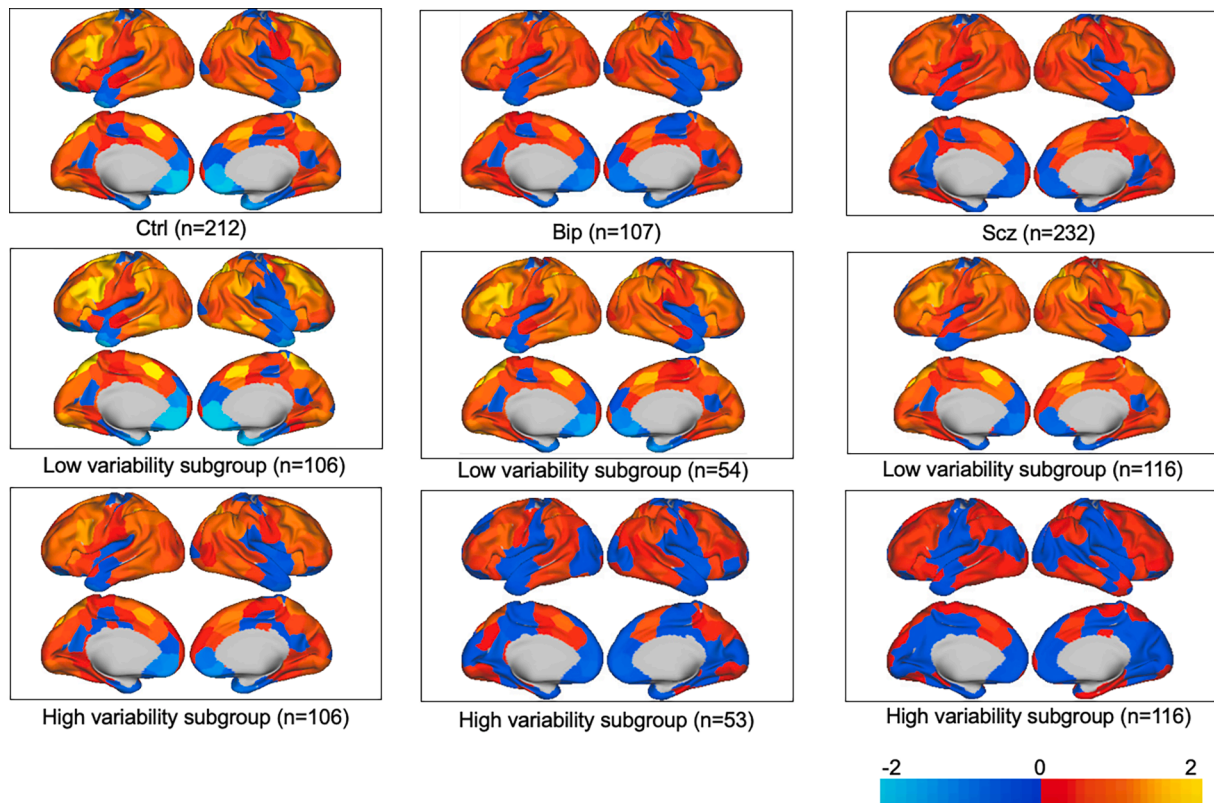 Ctrl (n=212)
Bip (n=107)
Scz (n=232)
Low variability subgroup (n=106)
Low variability subgroup (n=54)
Low variability subgroup (n=116)
High variability subgroup (n=106)
High variability subgroup (n=53)
High variability subgroup (n=116)
-2 0 2